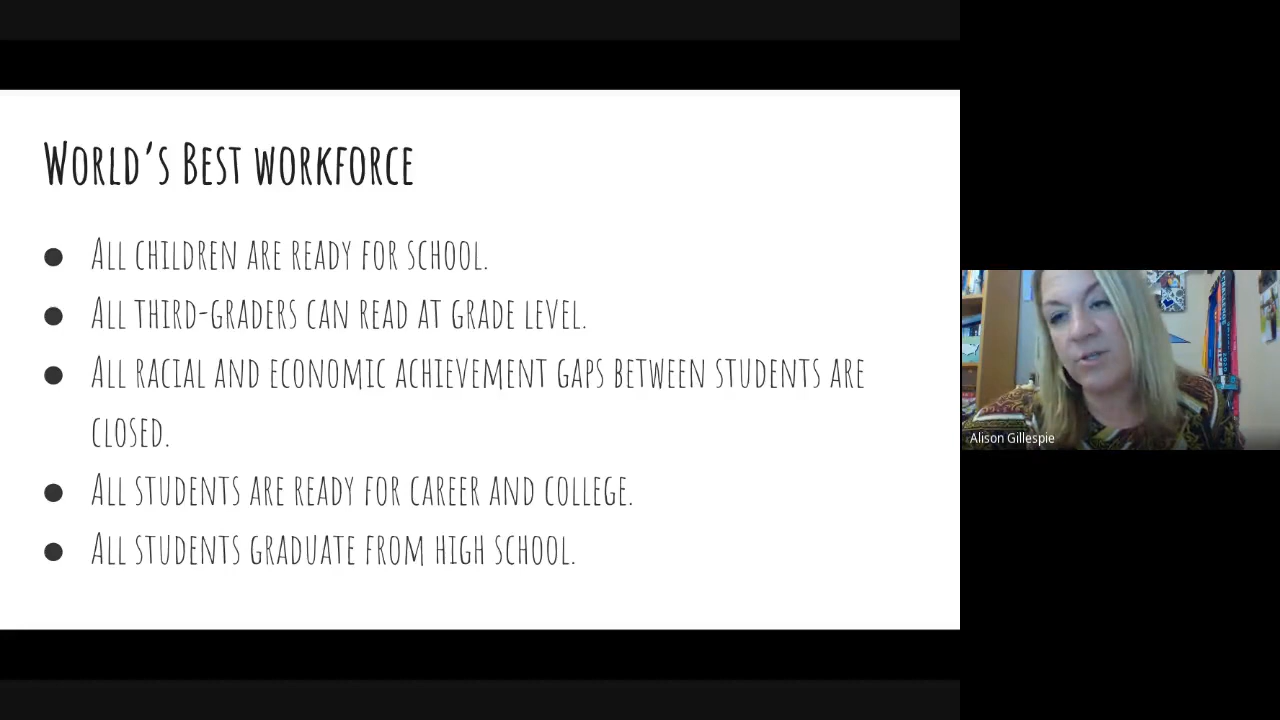 World's Best workforce
All children are ready for school.
All third-graders can read at grade level.
All racial and economic achievement gaps between students are
closed.
All students are ready for career and college.
All students graduate from high school.
Alison Gillespie